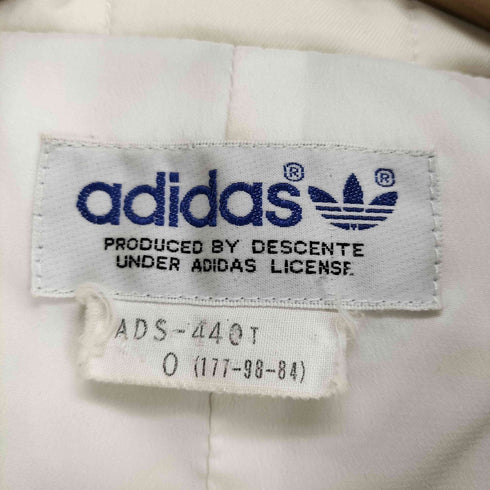 adidas® ®
PRODUCED BY DESCENTE
UNDER ADIDAS LICENSE.
ADS-440T
O (177-98-84)